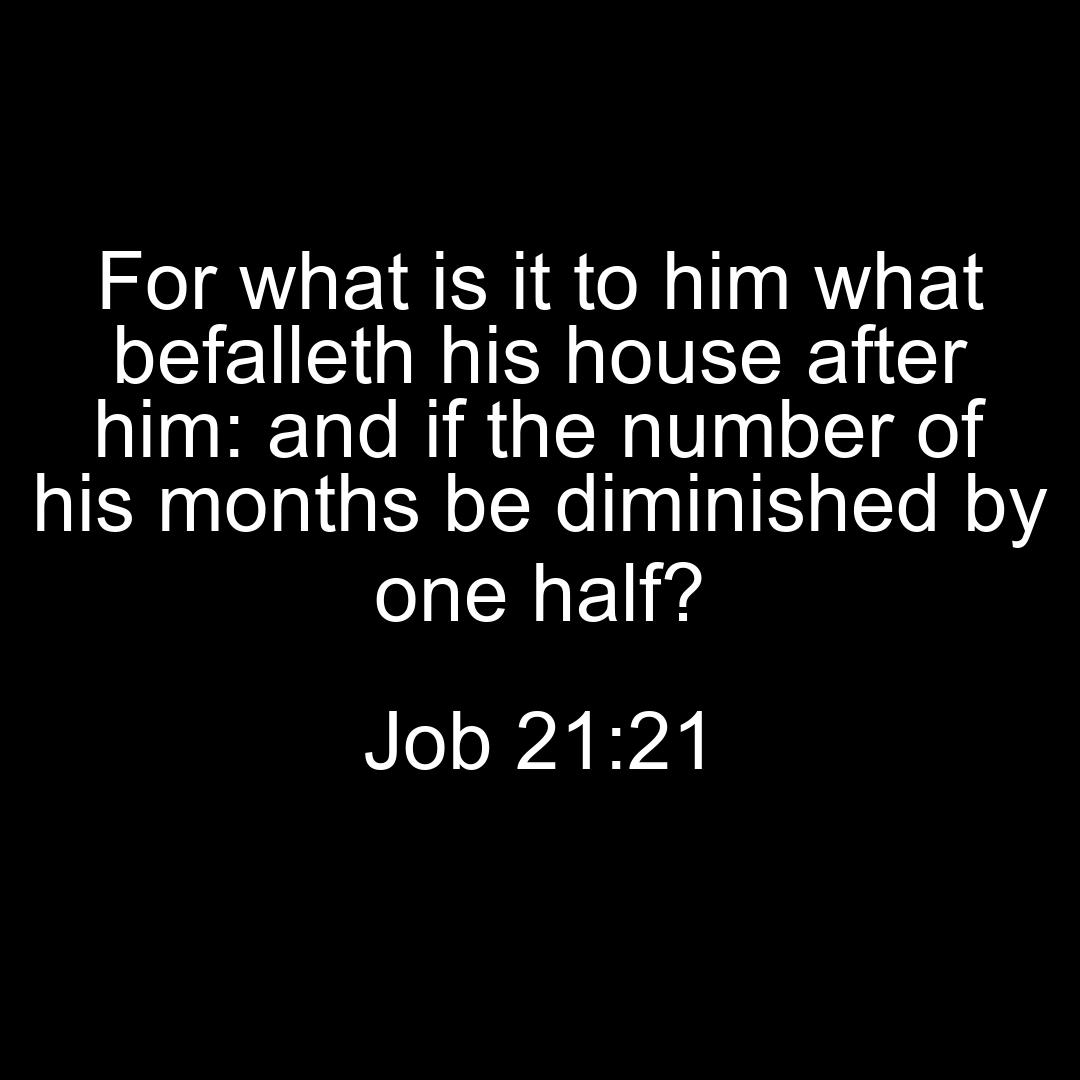 For what is it to him what
befalleth his house after
him: and if the number of
his months be diminished by
one half?
Job 21:21